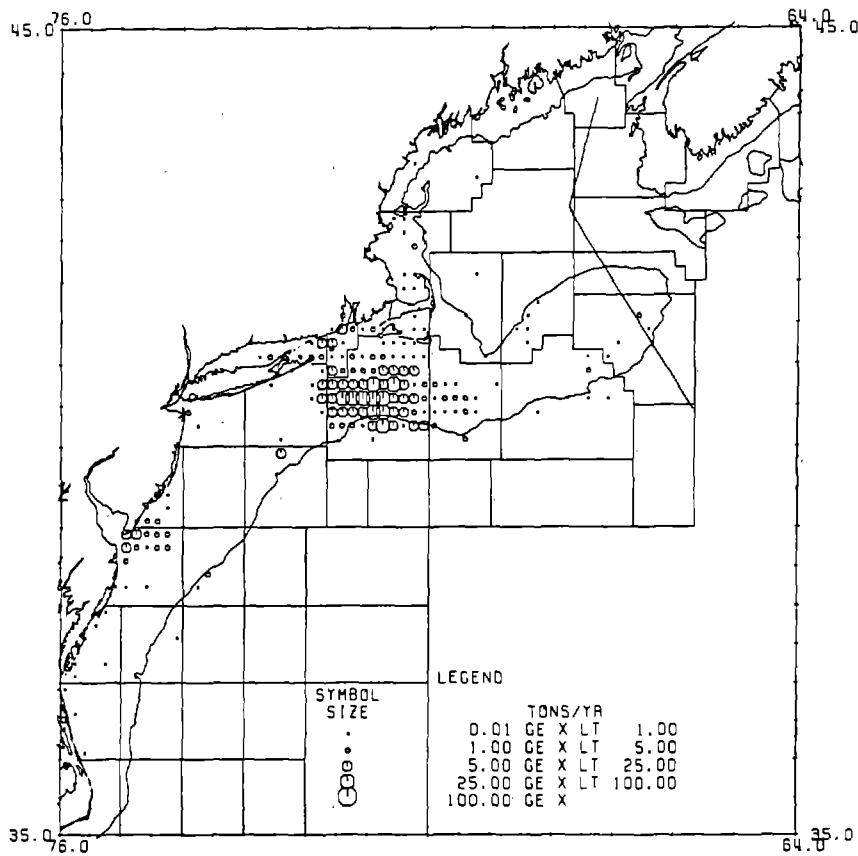 76.0
64.0
45.0
45.0
LEGEND
SYMBOL
SIZE
TONS/YR
0.01 GE X LT 1.00
1.00 GE X LT 5.00
5.00 GE X LT 25.00
25.00 GE X LT 100.00
100.00 GE X
35.0
35.0
76.0
64.0